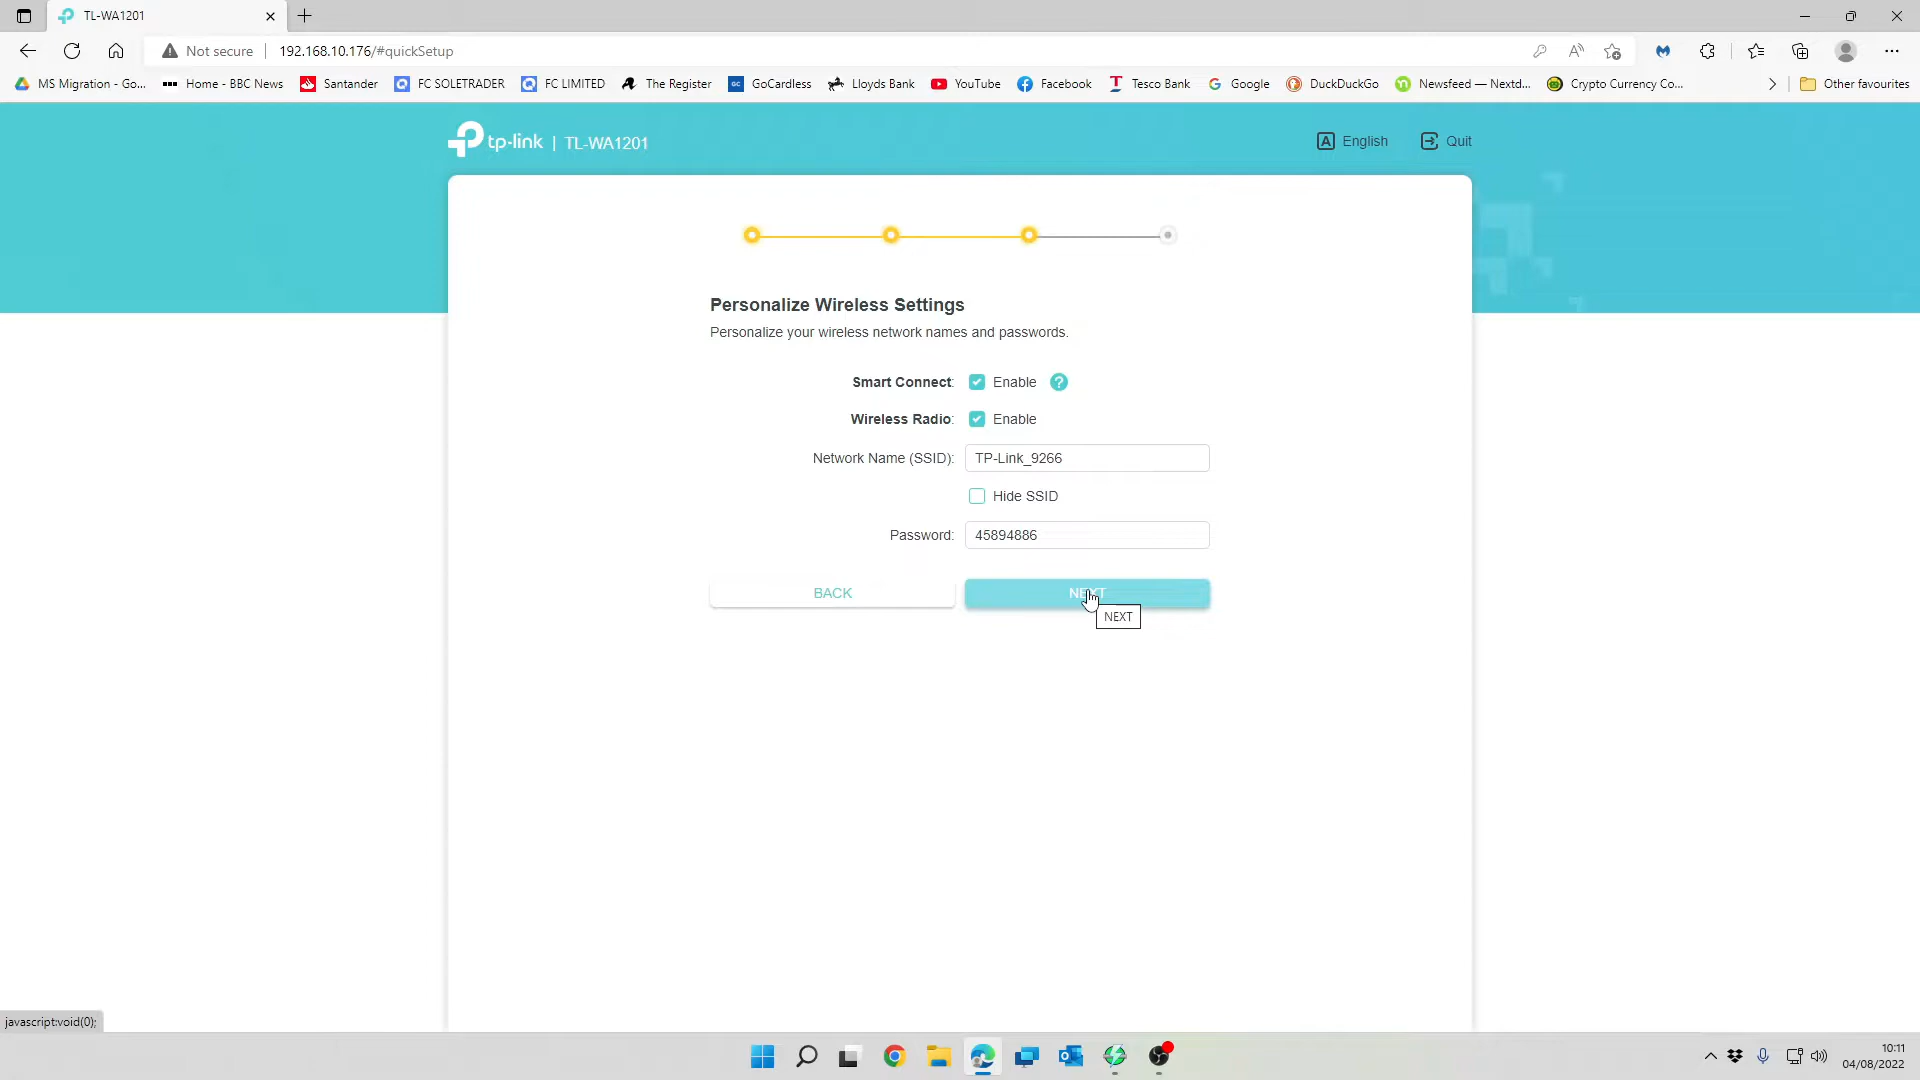 TL-WA1201
Not secure 192.168.10.176/#quickSetup
MS Migration - Go... Home - BBC News Santander FC SOLETRADER FC LIMITED The Register GoCardless Lloyds Bank YouTube Facebook Tesco Bank Google DuckDuckGo Newsfeed — Nextd... Crypto Currency Co... Other favourites
tp-link | TL-WA1201 English Quit
Personalize Wireless Settings
Personalize your wireless network names and passwords.
Smart Connect: Enable ?
Wireless Radio: Enable
Network Name (SSID): TP-Link_9266
Hide SSID
Password: 45894886
BACK NEXT
NEXT
javascript:void(0);
10:11
04/08/2022